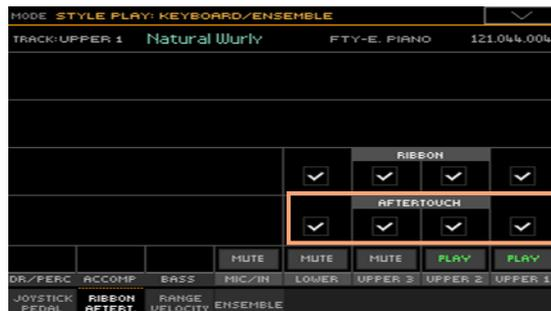 MODE STYLE PLAY: KEYBOARD/ENSEMBLE
TRACK:UPPER 1 Natural Wurly FTY-E. PIANO 121.044.004
RIBBON
AFTERTOUCH
MUTE MUTE MUTE PLAY PLAY
DR/PERC ACCOMP BASS MIC/IN LOWER UPPER 3 UPPER 2 UPPER 1
JOYSTICK RIBBON RANGE ENSEMBLE
PEDAL AFTERT. VELOCITY